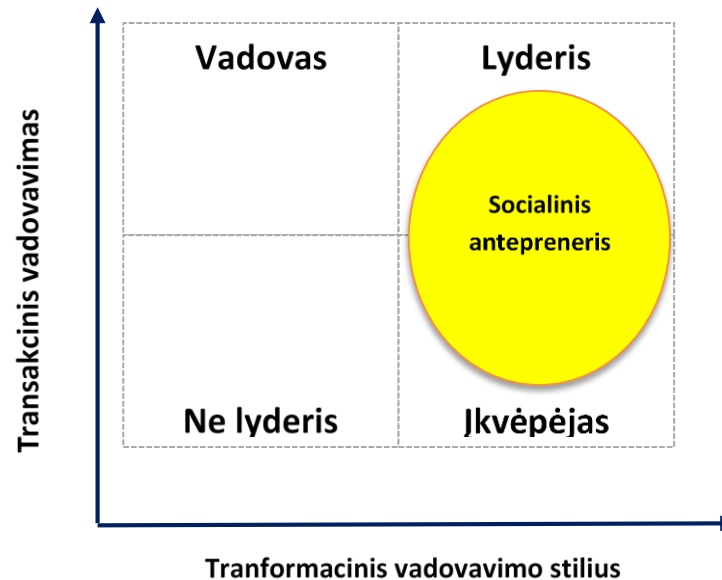 Vadovas
Lyderis
Transakcinis vadovavimas
Socialinis
antepreneris
Ne lyderis
Įkvėpėjas
Tranformacinis vadovavimo stilius